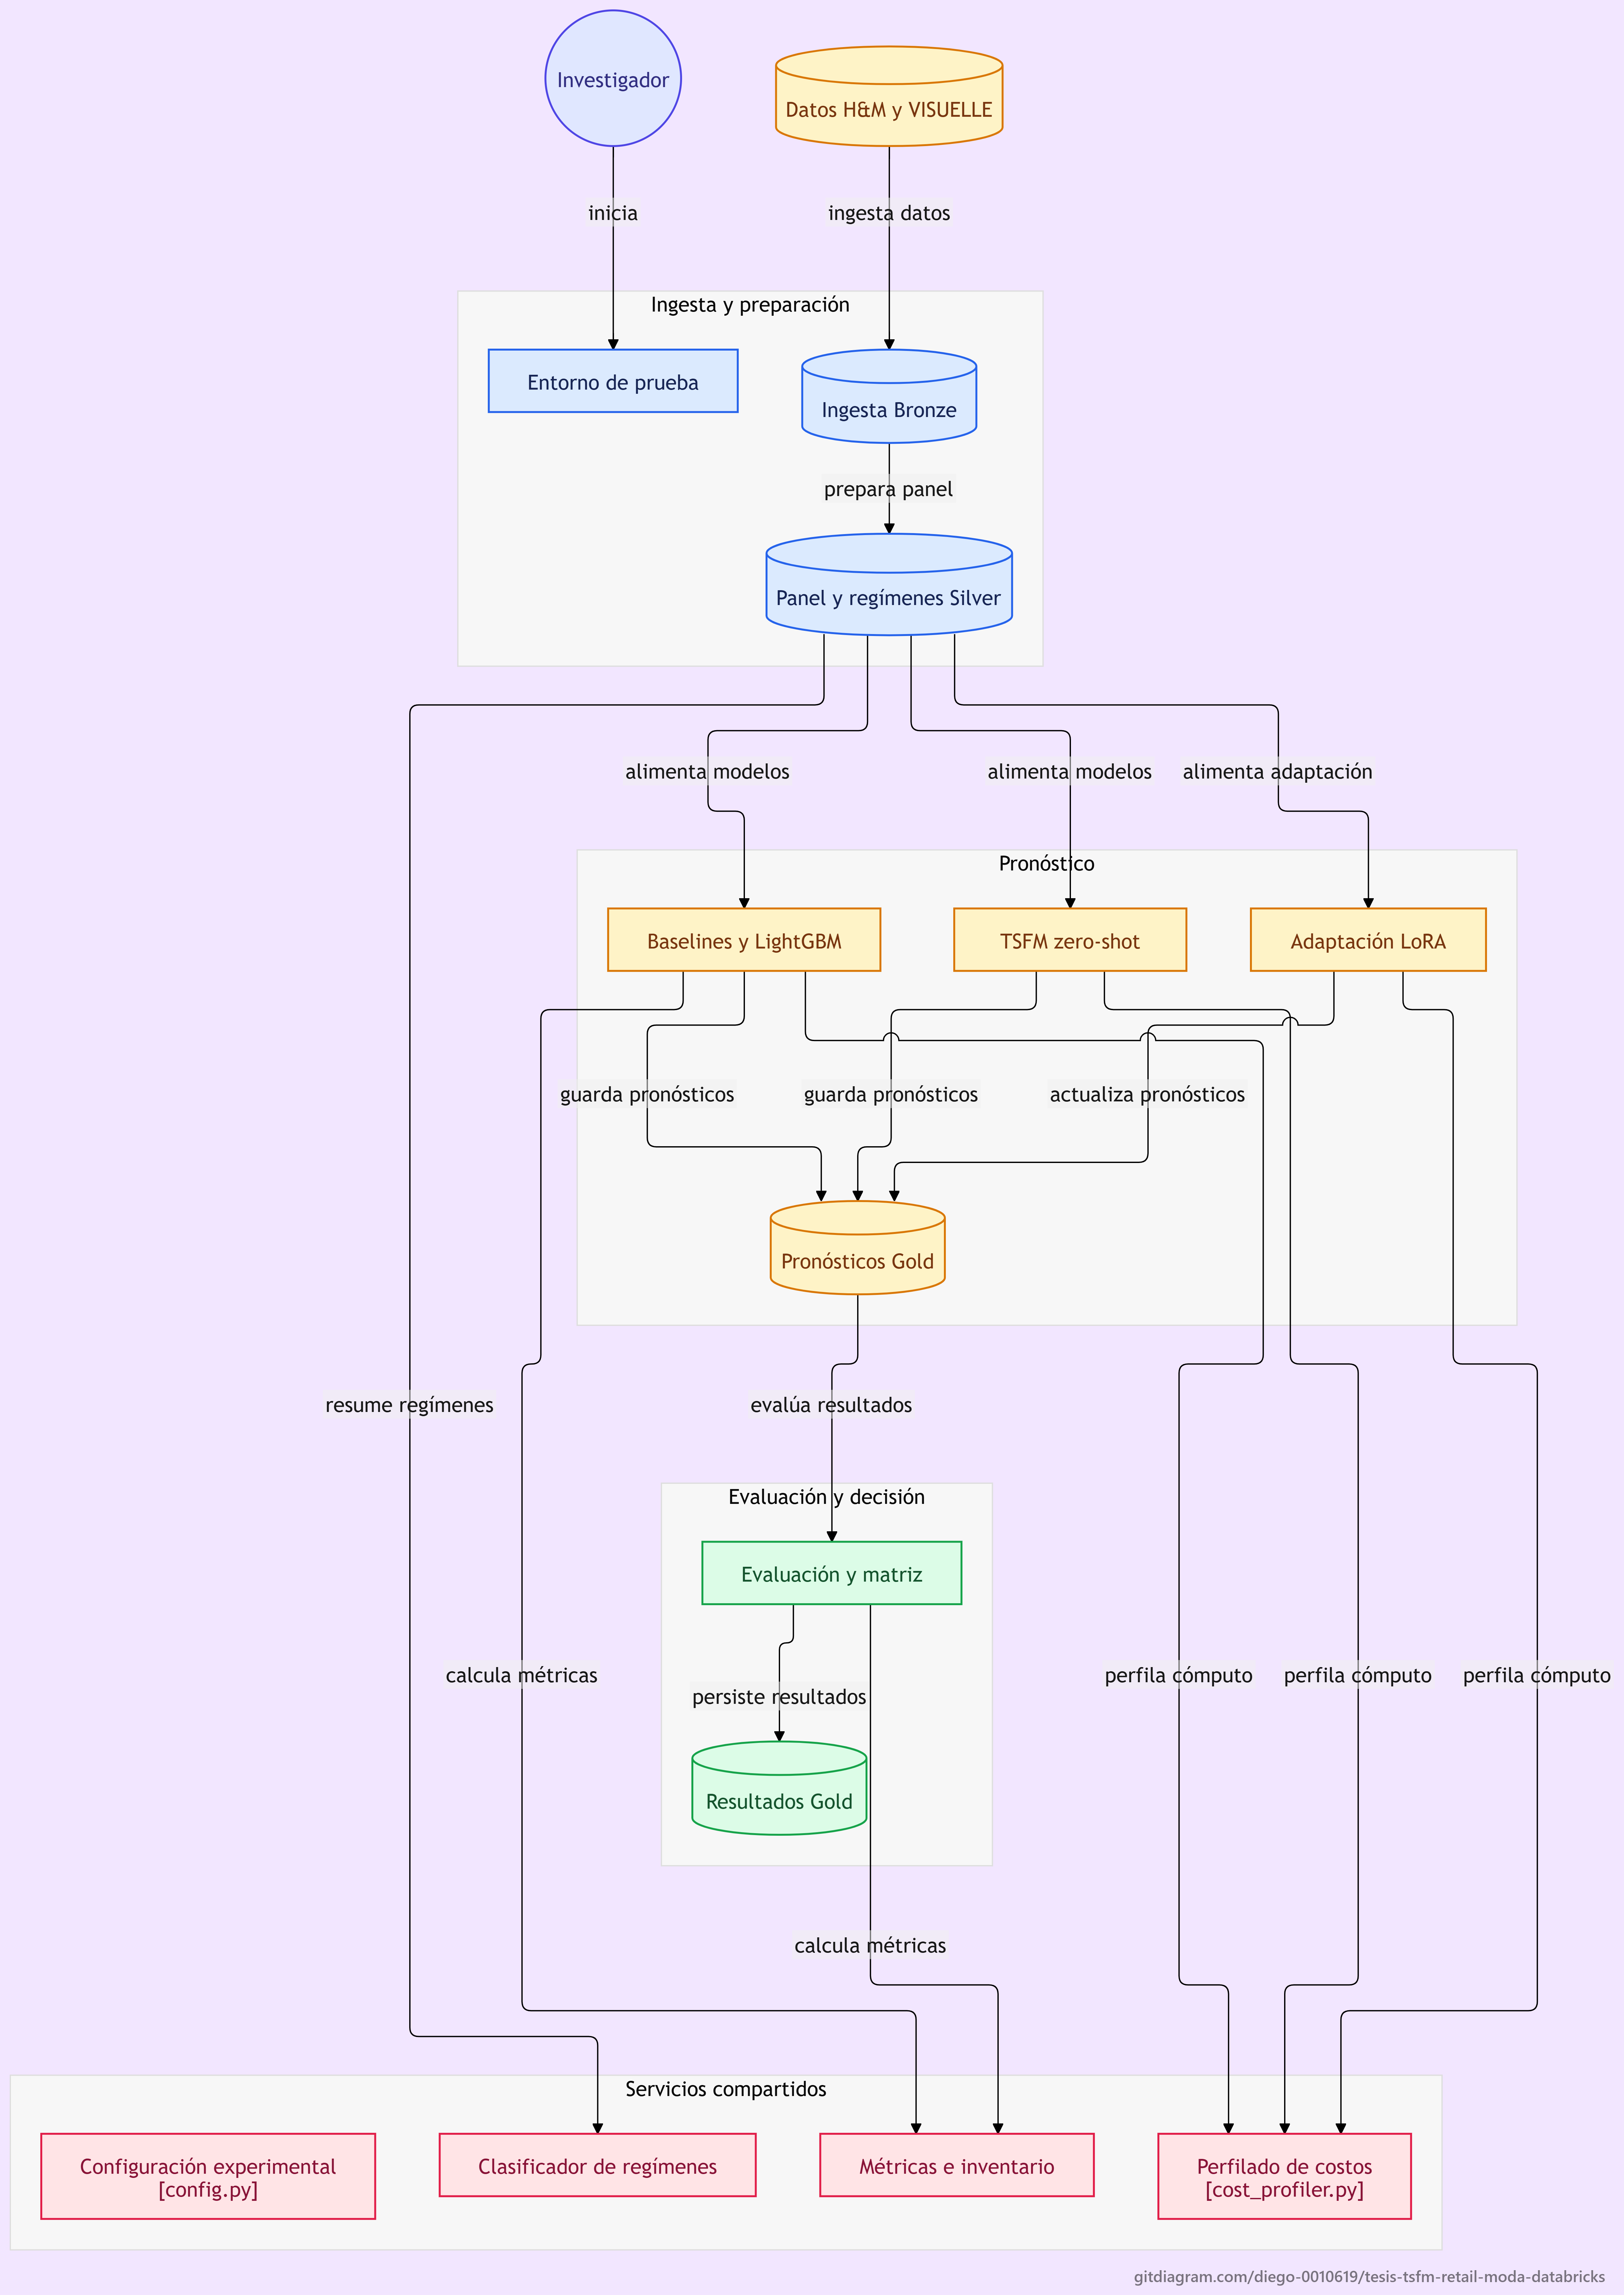 Investigador
Datos H&M y VISUELLE
inicia
ingesta datos
Ingesta y preparación
Entorno de prueba
Ingesta Bronze
prepara panel
Panel y regímenes Silver
alimenta modelos
alimenta modelos
alimenta adaptación
Pronóstico
Baselines y LightGBM
TSFM zero-shot
Adaptación LoRA
guarda pronósticos
guarda pronósticos
actualiza pronósticos
Pronósticos Gold
resume regímenes
evalúa resultados
Evaluación y decisión
Evaluación y matriz
calcula métricas
persiste resultados
perfila cómputo
perfila cómputo
perfila cómputo
Resultados Gold
calcula métricas
Servicios compartidos
Configuración experimental
[config.py]
Clasificador de regímenes
Métricas e inventario
Perfilado de costos
[cost_profiler.py]
gitdiagram.com/diego-0010619/tesis-tsfm-retail-moda-databricks